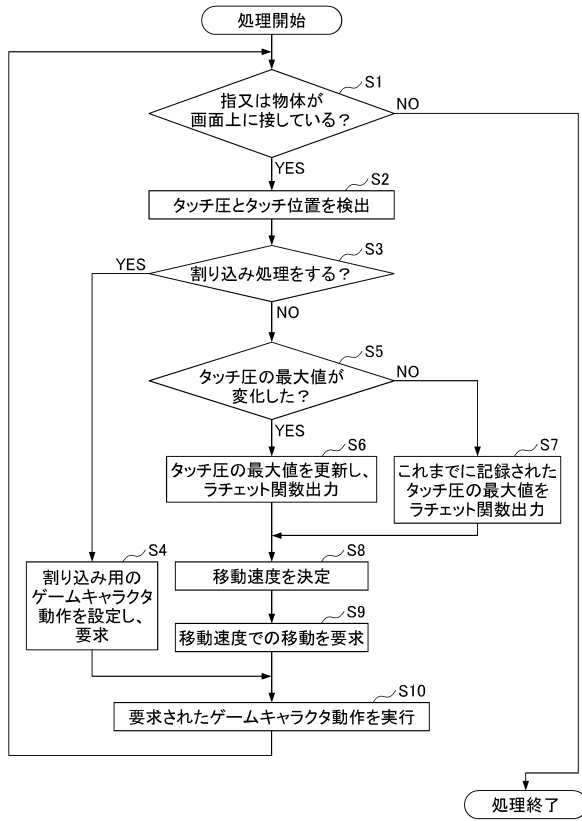 処理開始
S1
指又は物体が
画面上に接している？
NO
YES
S2
タッチ圧とタッチ位置を検出
S3
YES
割り込み処理をする？
NO
S5
タッチ圧の最大値が
変化した？
NO
YES
S6
タッチ圧の最大値を更新し、
ラチェット関数出力
S7
これまでに記録された
タッチ圧の最大値を
ラチェット関数出力
S4
割り込み用の
ゲームキャラクタ
動作を設定し、
要求
S8
移動速度を決定
S9
移動速度での移動を要求
S10
要求されたゲームキャラクタ動作を実行
処理終了